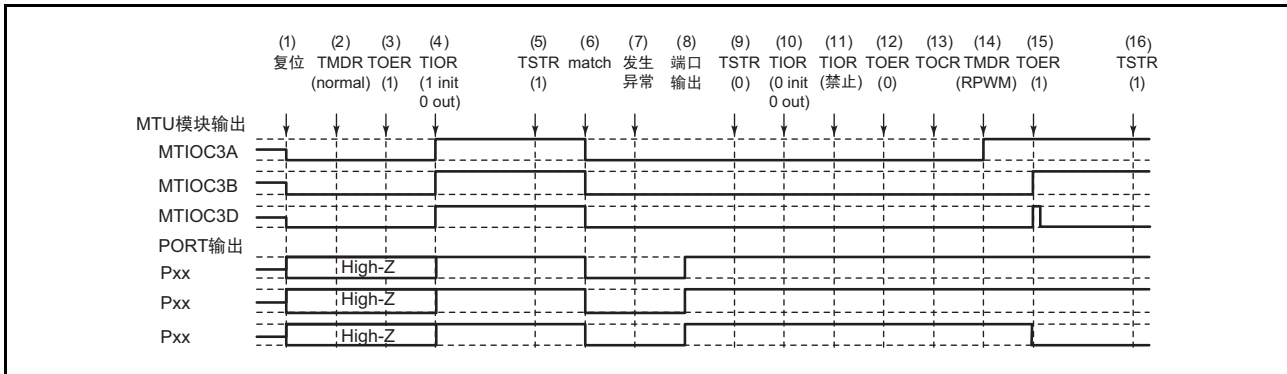 (1) (2) (3) (4) (5) (6) (7) (8) (9) (10) (11) (12) (13) (14) (15) (16)
复位 TMDR TOER TIOR TSTR match 发生 端口 TSTR TIOR TIOR TOER TOCR TMDR TOER TSTR
(normal) (1) (1 init (1) 异常 输出 (0) (0 init (禁止) (0) (RPWM) (1) (1)
0 out) 0 out)
MTU模块输出
MTIOC3A
MTIOC3B
MTIOC3D
PORT输出
Pxx High-Z
Pxx High-Z
Pxx High-Z